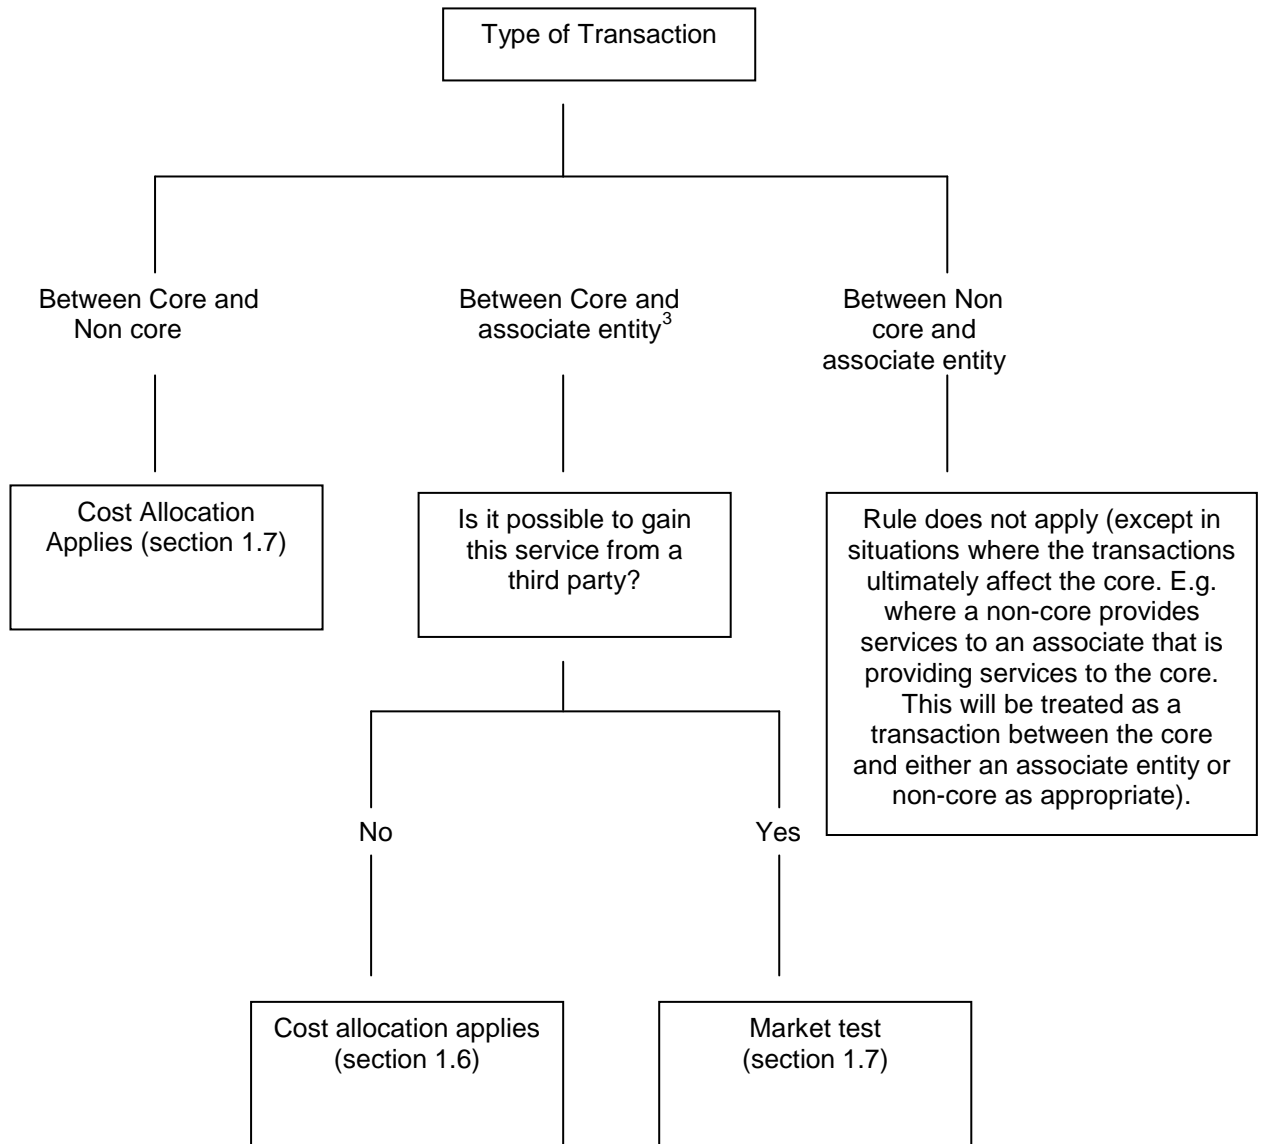 Type of Transaction
Between Core and
Non core
Between Core and
associate entity3
Between Non
core and
associate entity
Cost Allocation
Applies (section 1.7)
Is it possible to gain
this service from a
third party?
Rule does not apply (except in
situations where the transactions
ultimately affect the core. E.g.
where a non-core provides
services to an associate that is
providing services to the core.
This will be treated as a
transaction between the core
and either an associate entity or
non-core as appropriate).
No
Yes
Cost allocation applies
(section 1.6)
Market test
(section 1.7)